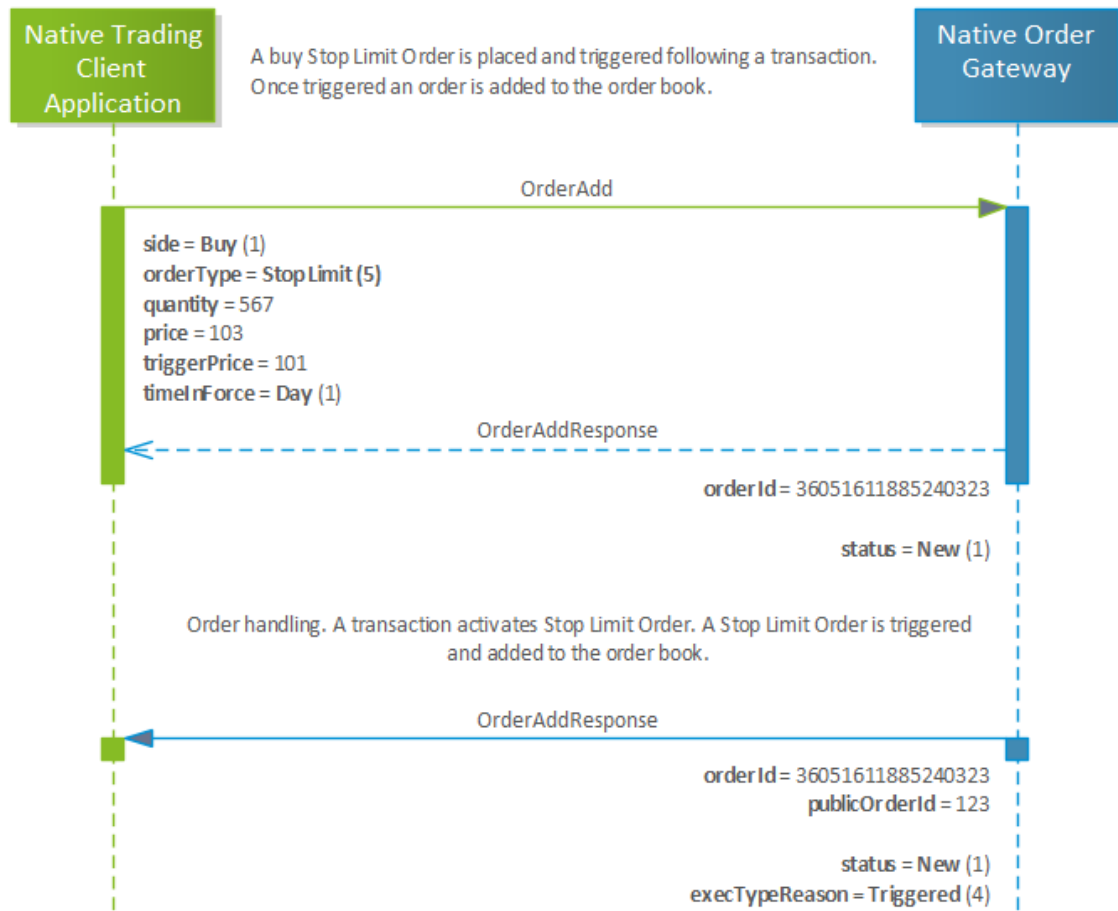 Native Trading
Client
Application
A buy Stop Limit Order is placed and triggered following a transaction.
Once triggered an order is added to the order book.
Native Order
Gateway
OrderAdd
side = Buy (1)
orderType = StopLimit (5)
quantity = 567
price = 103
triggerPrice = 101
timeInForce = Day (1)
OrderAddResponse
orderId = 36051611885240323
status = New (1)
Order handling. A transaction activates Stop Limit Order. A Stop Limit Order is triggered
and added to the order book.
OrderAddResponse
orderId = 36051611885240323
publicOrderId = 123
status = New (1)
execTypeReason = Triggered (4)